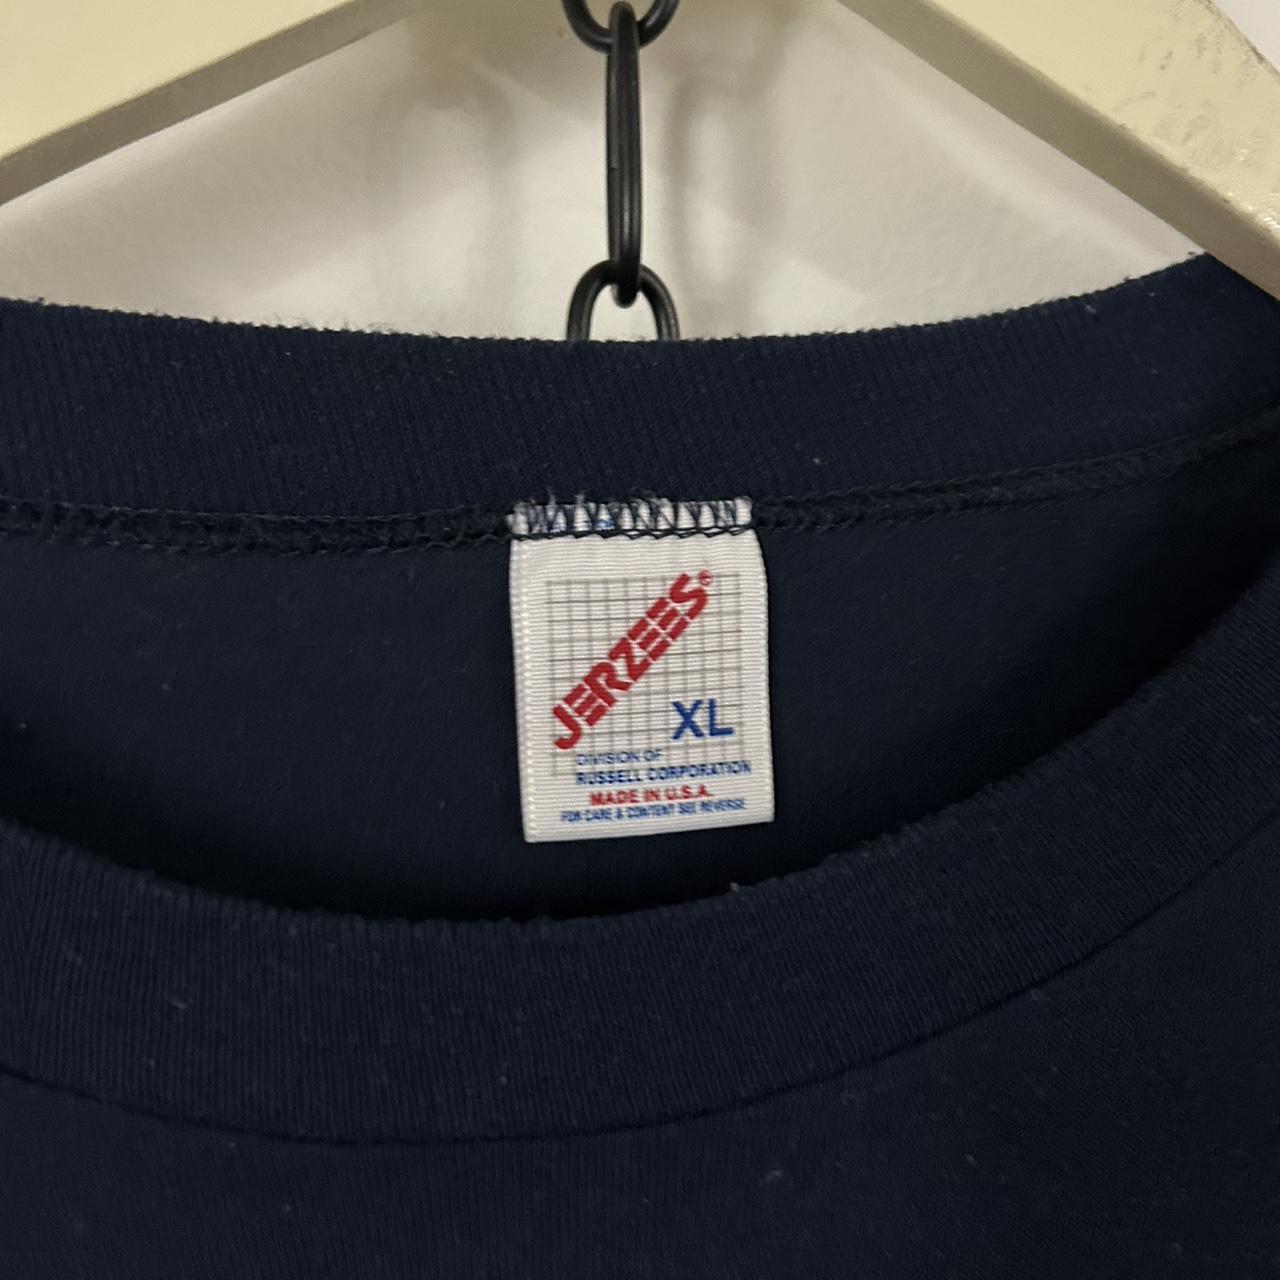 JERZEES®
XL
DIVISION OF
RUSSELL CORPORATION
MADE IN U.S.A.
FOR CARE & CONTENT SEE REVERSE